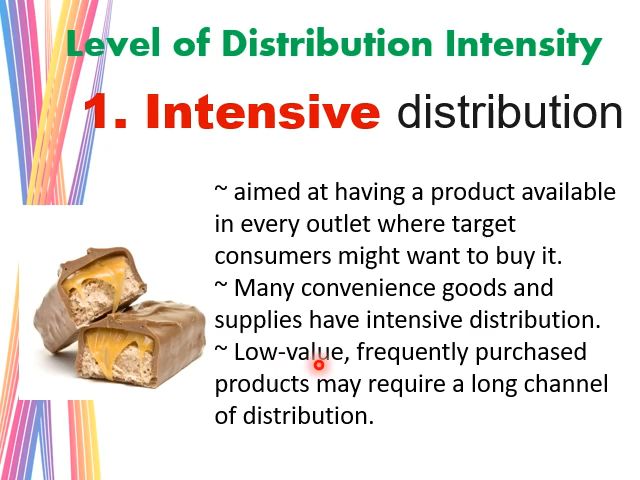 Level of Distribution Intensity
1. Intensive distribution
~ aimed at having a product available
in every outlet where target
consumers might want to buy it.
~ Many convenience goods and
supplies have intensive distribution.
~ Low-value, frequently purchased
products may require a long channel
of distribution.